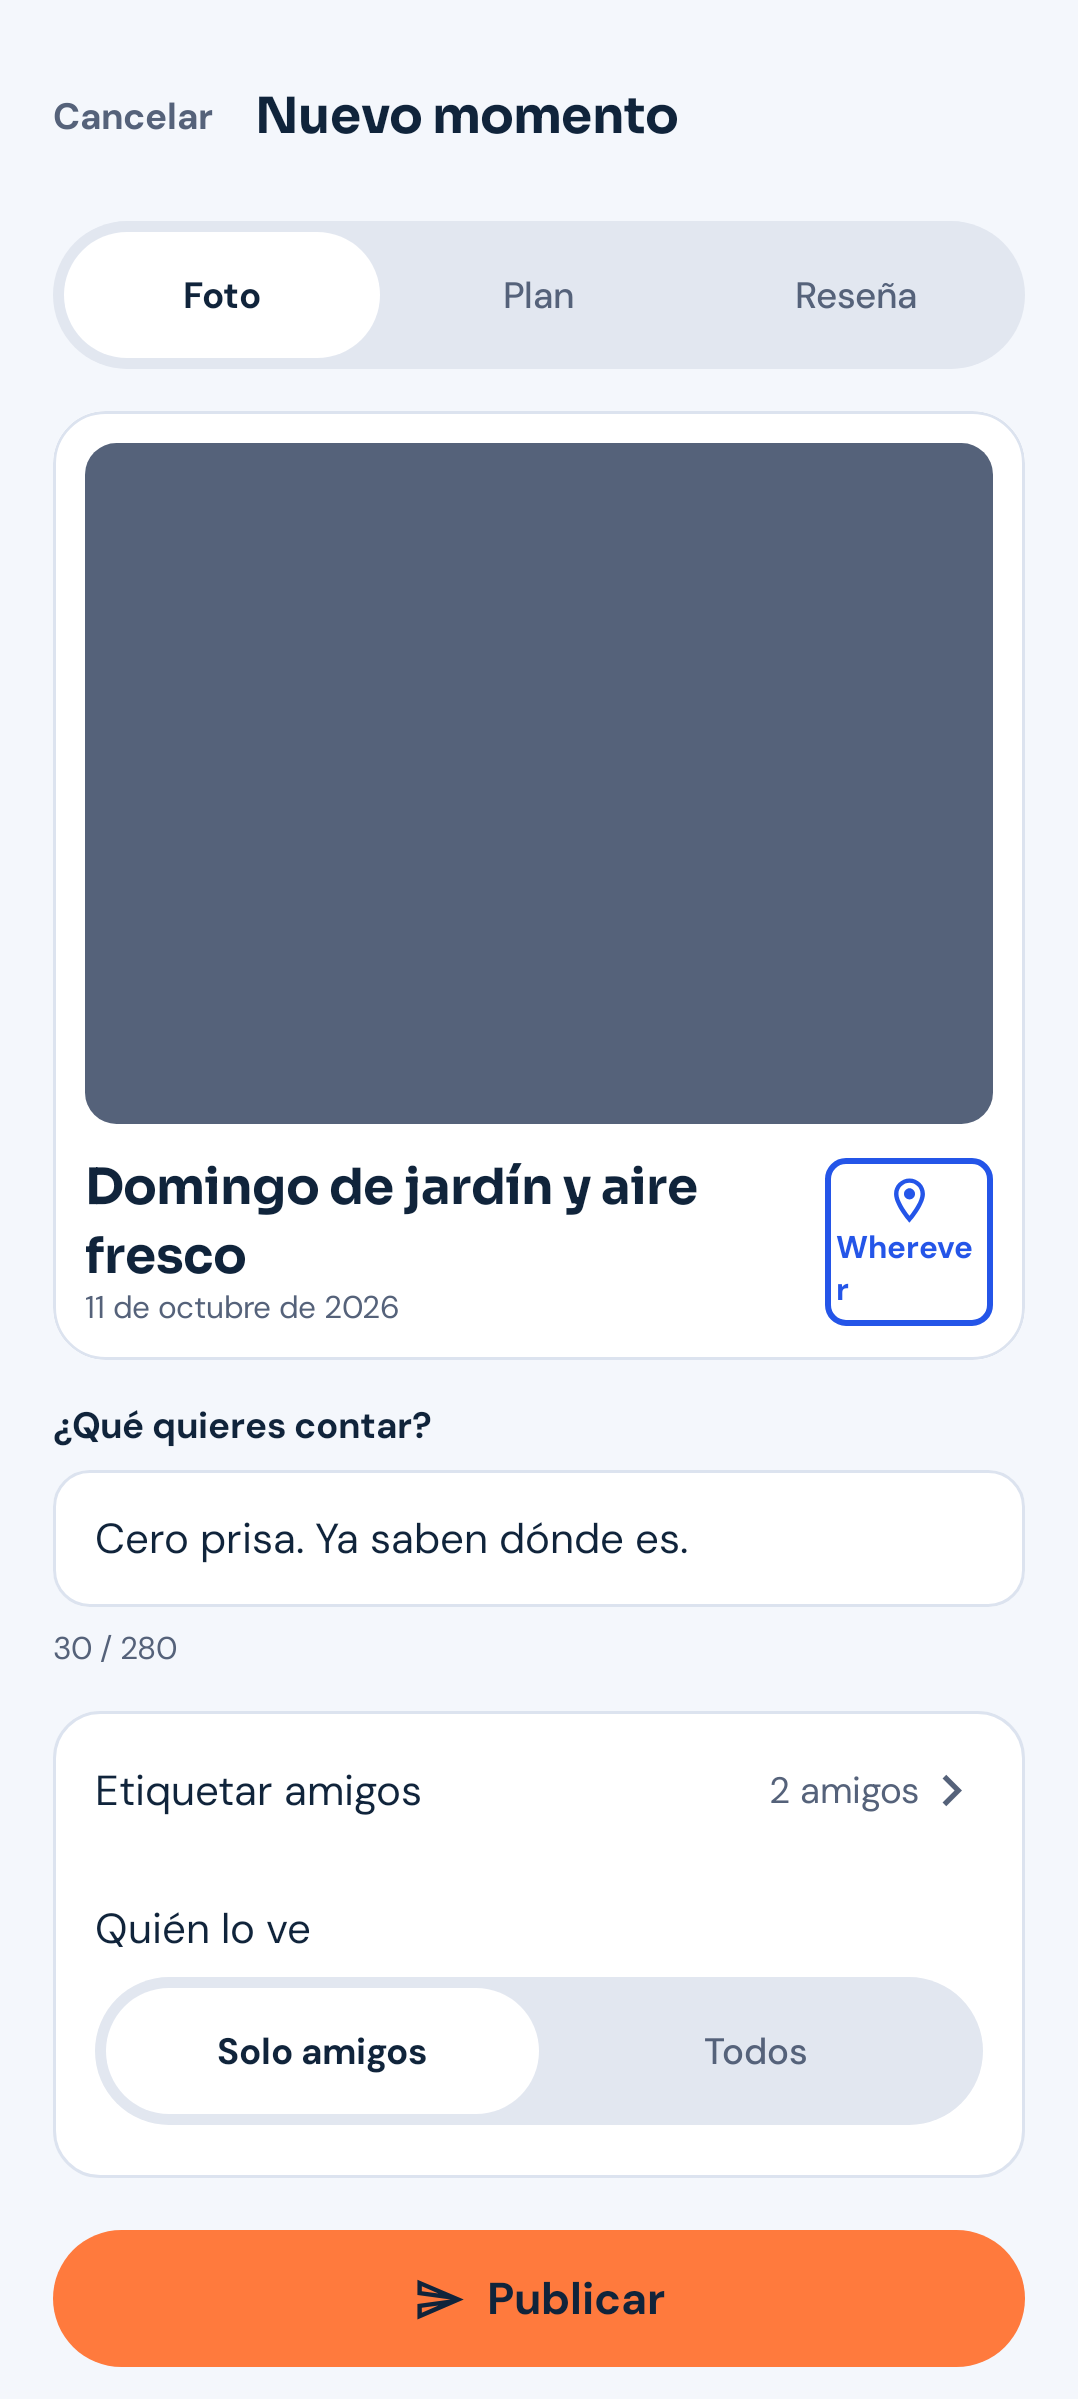 Cancelar Nuevo momento
Foto Plan Reseña
Domingo de jardín y aire
fresco
11 de octubre de 2026
Whereve
r
¿Qué quieres contar?
Cero prisa. Ya saben dónde es.
30 / 280
Etiquetar amigos 2 amigos
Quién lo ve
Solo amigos Todos
Publicar